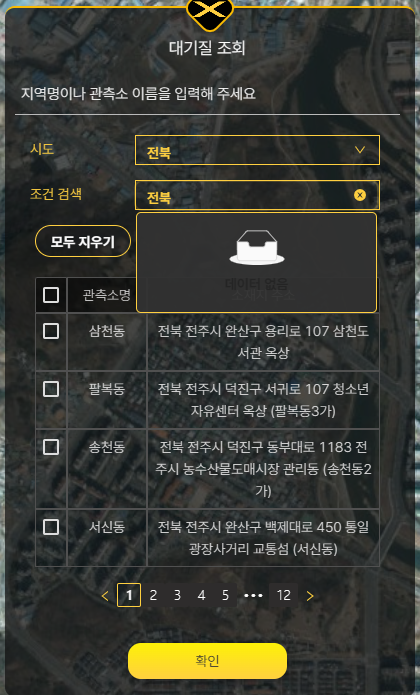 대기질 조회
지역명이나 관측소 이름을 입력해 주세요
시도
전북
조건 검색
전북
모두 지우기
데이터 없음
관측소명
삼천동
전북 전주시 완산구 용리로 107 삼천도
서관 옥상
팔복동
전북 전주시 덕진구 서귀로 107 청소년
자유센터 옥상 (팔복동3가)
송천동
전북 전주시 덕진구 동부대로 1183 전
주시 농수산물도매시장 관리동 (송천동2
가)
서신동
전북 전주시 완산구 백제대로 450 통일
광장사거리 교통섬 (서신동)
< 1 2 3 4 5 ••• 12 >
확인